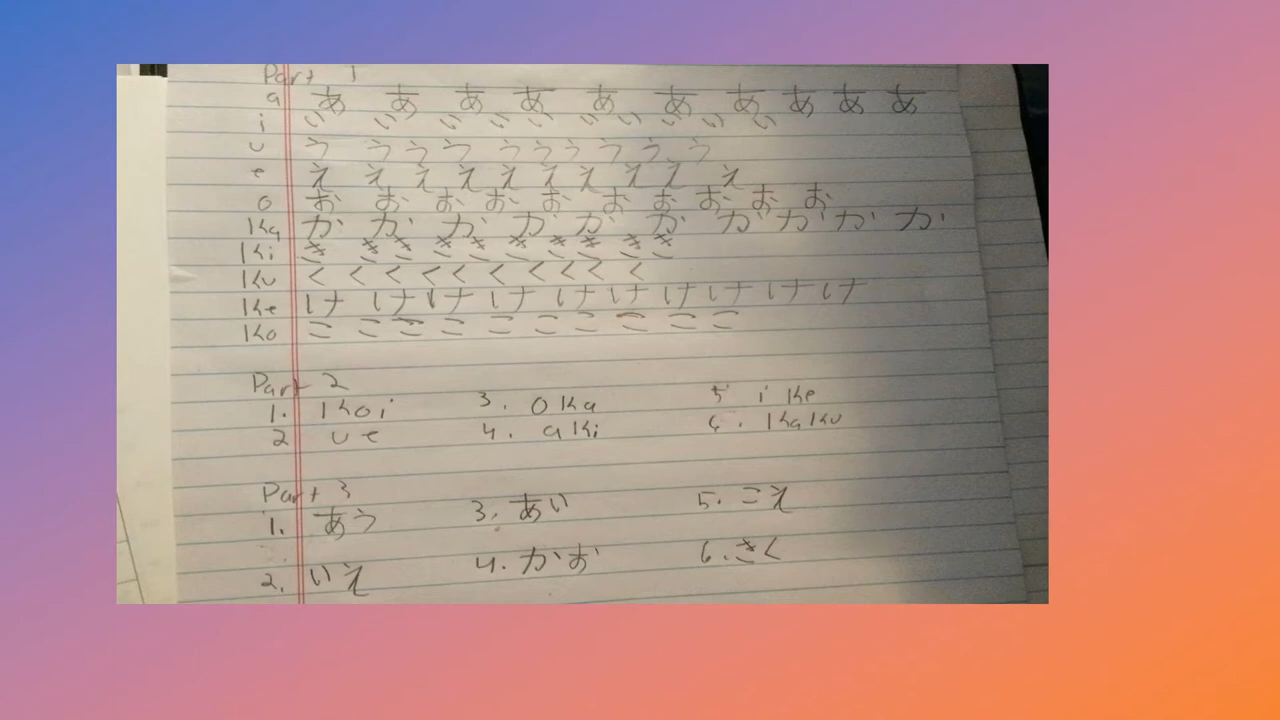 Part 1
a あ あ あ あ あ あ あ あ あ あ
i い い い い い い い い い い
u う う う う う う う う う う
e え え え え え え え え え え
o お お お お お お お お お お
ka か か か か か か か か か か
ki き き き き き き き き き き
ku く く く く く く く く く く
ke け け け け け け け け け け
ko こ こ こ こ こ こ こ こ こ こ
Part 2
1. koi 3. oka 5 ike
2 ue 4. aki 6. kaku
Part 3
1. あう 3. あい 5. こえ
2. いえ 4. かお 6. きく